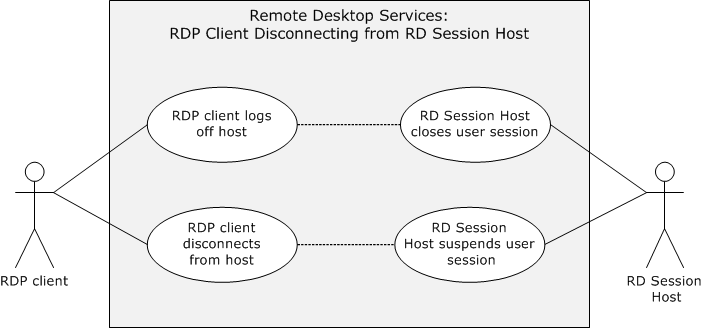 Remote Desktop Services:
RDP Client Disconnecting from RD Session Host
RDP client logs
off host
RD Session Host
closes user session
RDP client
disconnects
from host
RD Session
Host suspends user
session
RDP client
RD Session
Host